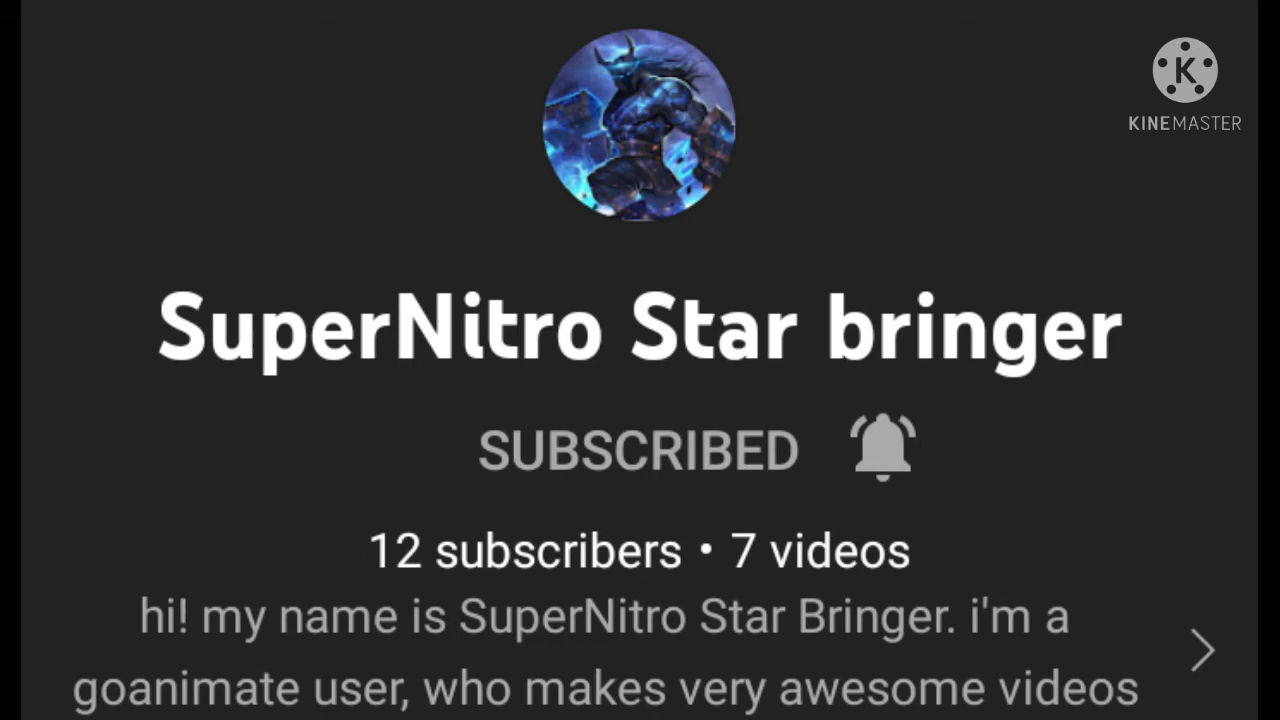 K
KINEMASTER
SuperNitro Star bringer
SUBSCRIBED
12 subscribers • 7 videos
hi! my name is SuperNitro Star Bringer. i'm a
goanimate user, who makes very awesome videos